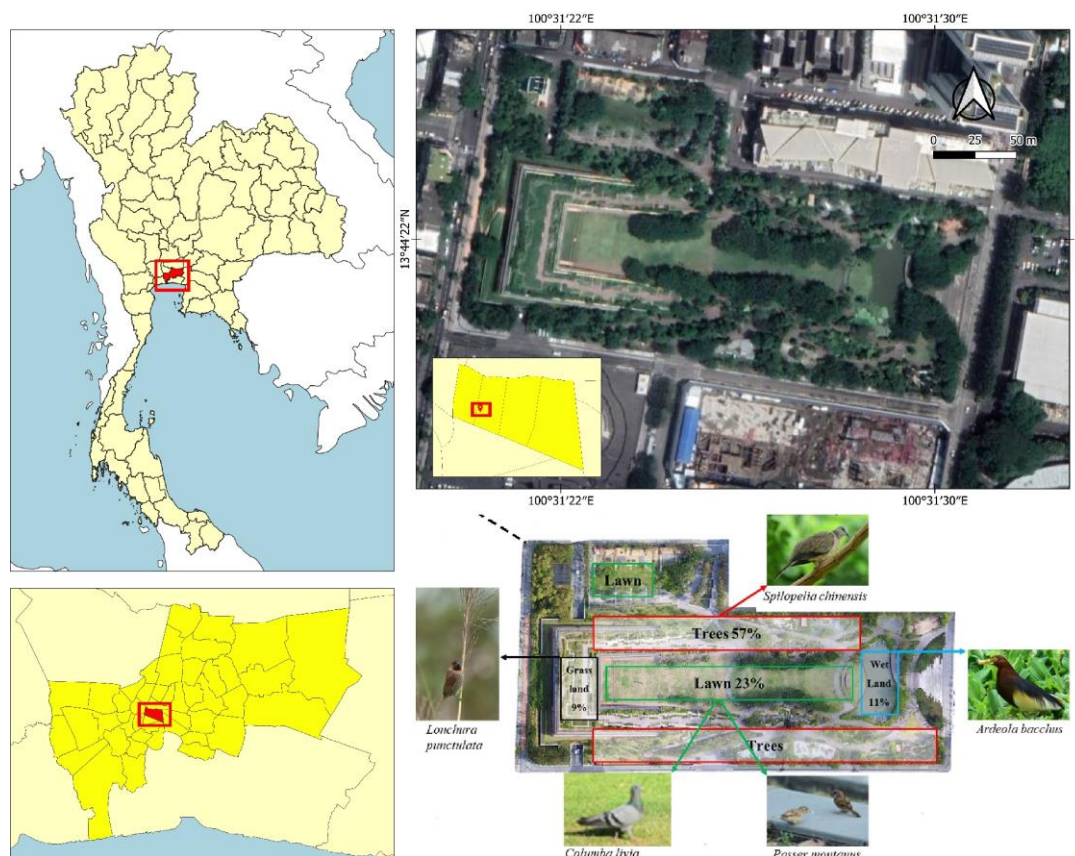 100°31'22"E
100°31'30"E
0 25 50 m
13°44'22"N
100°31'22"E
100°31'30"E
Lawn
Spilopelia chinensis
Trees 57%
Grass
land
9%
Lawn 23%
Wet
Land
11%
Lonchura
punctulata
Ardeola bacchus
Trees
Columba livia
Passer montanus